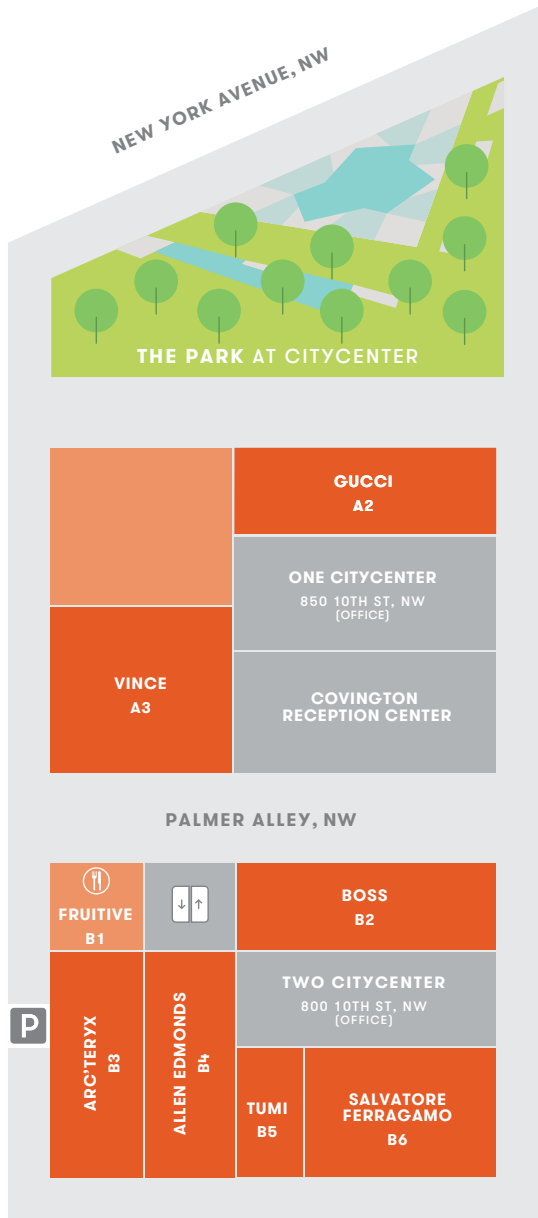 NEW YORK AVENUE, NW
THE PARK AT CITYCENTER
GUCCI
A2
ONE CITYCENTER
850 10TH ST, NW
(OFFICE)
VINCE
A3
COVINGTON
RECEPTION CENTER
PALMER ALLEY, NW
FRUITIVE
B1
BOSS
B2
TWO CITYCENTER
800 10TH ST, NW
(OFFICE)
P
ARC'TERYX
B3
ALLEN EDMONDS
B4
TUMI
B5
SALVATORE
FERRAGAMO
B6